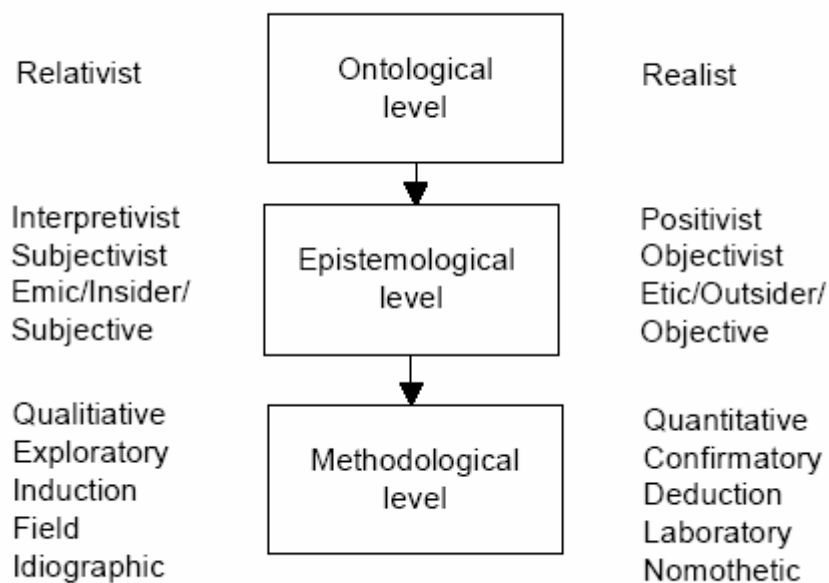 Relativist
Ontological
level
Realist
Interpretivist
Subjectivist
Emic/Insider/
Subjective
Epistemological
level
Positivist
Objectivist
Etic/Outsider/
Objective
Qualitiative
Exploratory
Induction
Field
Idiographic
Methodological
level
Quantitative
Confirmatory
Deduction
Laboratory
Nomothetic